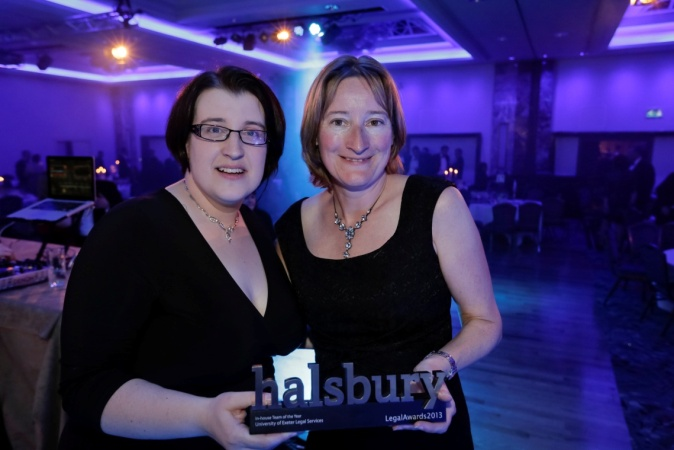 halsbury
In-House Team of the Year
University of Exeter Legal Services
LegalAwards2013